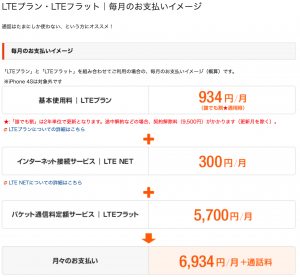 LTEプラン・LTEフラット｜毎月のお支払いイメージ
通話はたまにしか使わない、という方にオススメ！
毎月のお支払いイメージ
「LTEプラン」と「LTEフラット」を組み合わせてご利用の場合の、毎月のお支払いイメージ（概算）です。
※iPhone 4Sは対象外です
基本使用料｜LTEプラン
934円/月
（誰でも割★適用時）
★「誰でも割」は2年単位で更新となります。途中解約などの場合、契約解除料（9,500円）がかかります（更新月を除く）。
LTEプランについての詳細はこちら
インターネット接続サービス｜LTE NET
300円/月
LTE NETについての詳細はこちら
パケット通信料定額サービス｜LTEフラット
5,700円/月
月々のお支払い
6,934円/月＋通話料